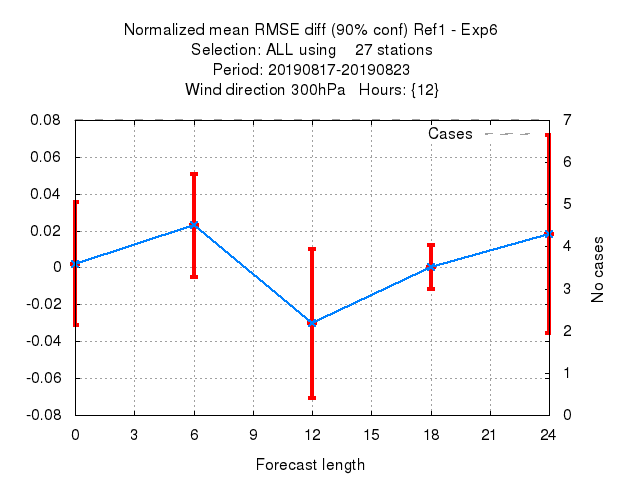 Normalized mean RMSE diff (90% conf) Ref1 - Exp6
Selection: ALL using    27 stations
Period: 20190817-20190823
Wind direction 300hPa   Hours: {12}
0.08
0.06
0.04
0.02
0
-0.02
-0.04
-0.06
-0.08
Cases
7
6
5
4
3
2
1
0
No cases
0 3 6 9 12 15 18 21 24
Forecast length